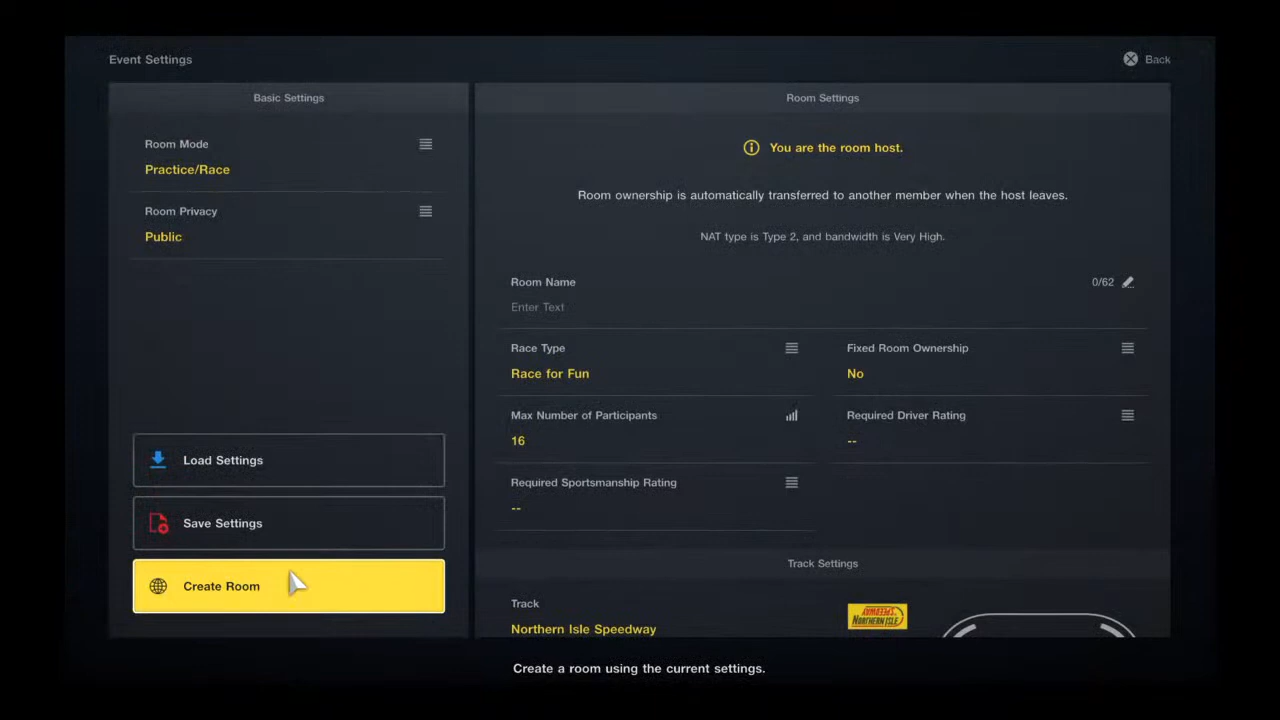 Event Settings
Back
Basic Settings
Room Mode
Practice/Race
Room Privacy
Public
Load Settings
Save Settings
Create Room
Room Settings
You are the room host.
Room ownership is automatically transferred to another member when the host leaves.
NAT type is Type 2, and bandwidth is Very High.
Room Name
0/62
Enter Text
Race Type
Race for Fun
Fixed Room Ownership
No
Max Number of Participants
16
Required Driver Rating
--
Required Sportsmanship Rating
--
Track Settings
Track
Northern Isle Speedway
SPEEDWAY
NORTHERN ISLE
Create a room using the current settings.